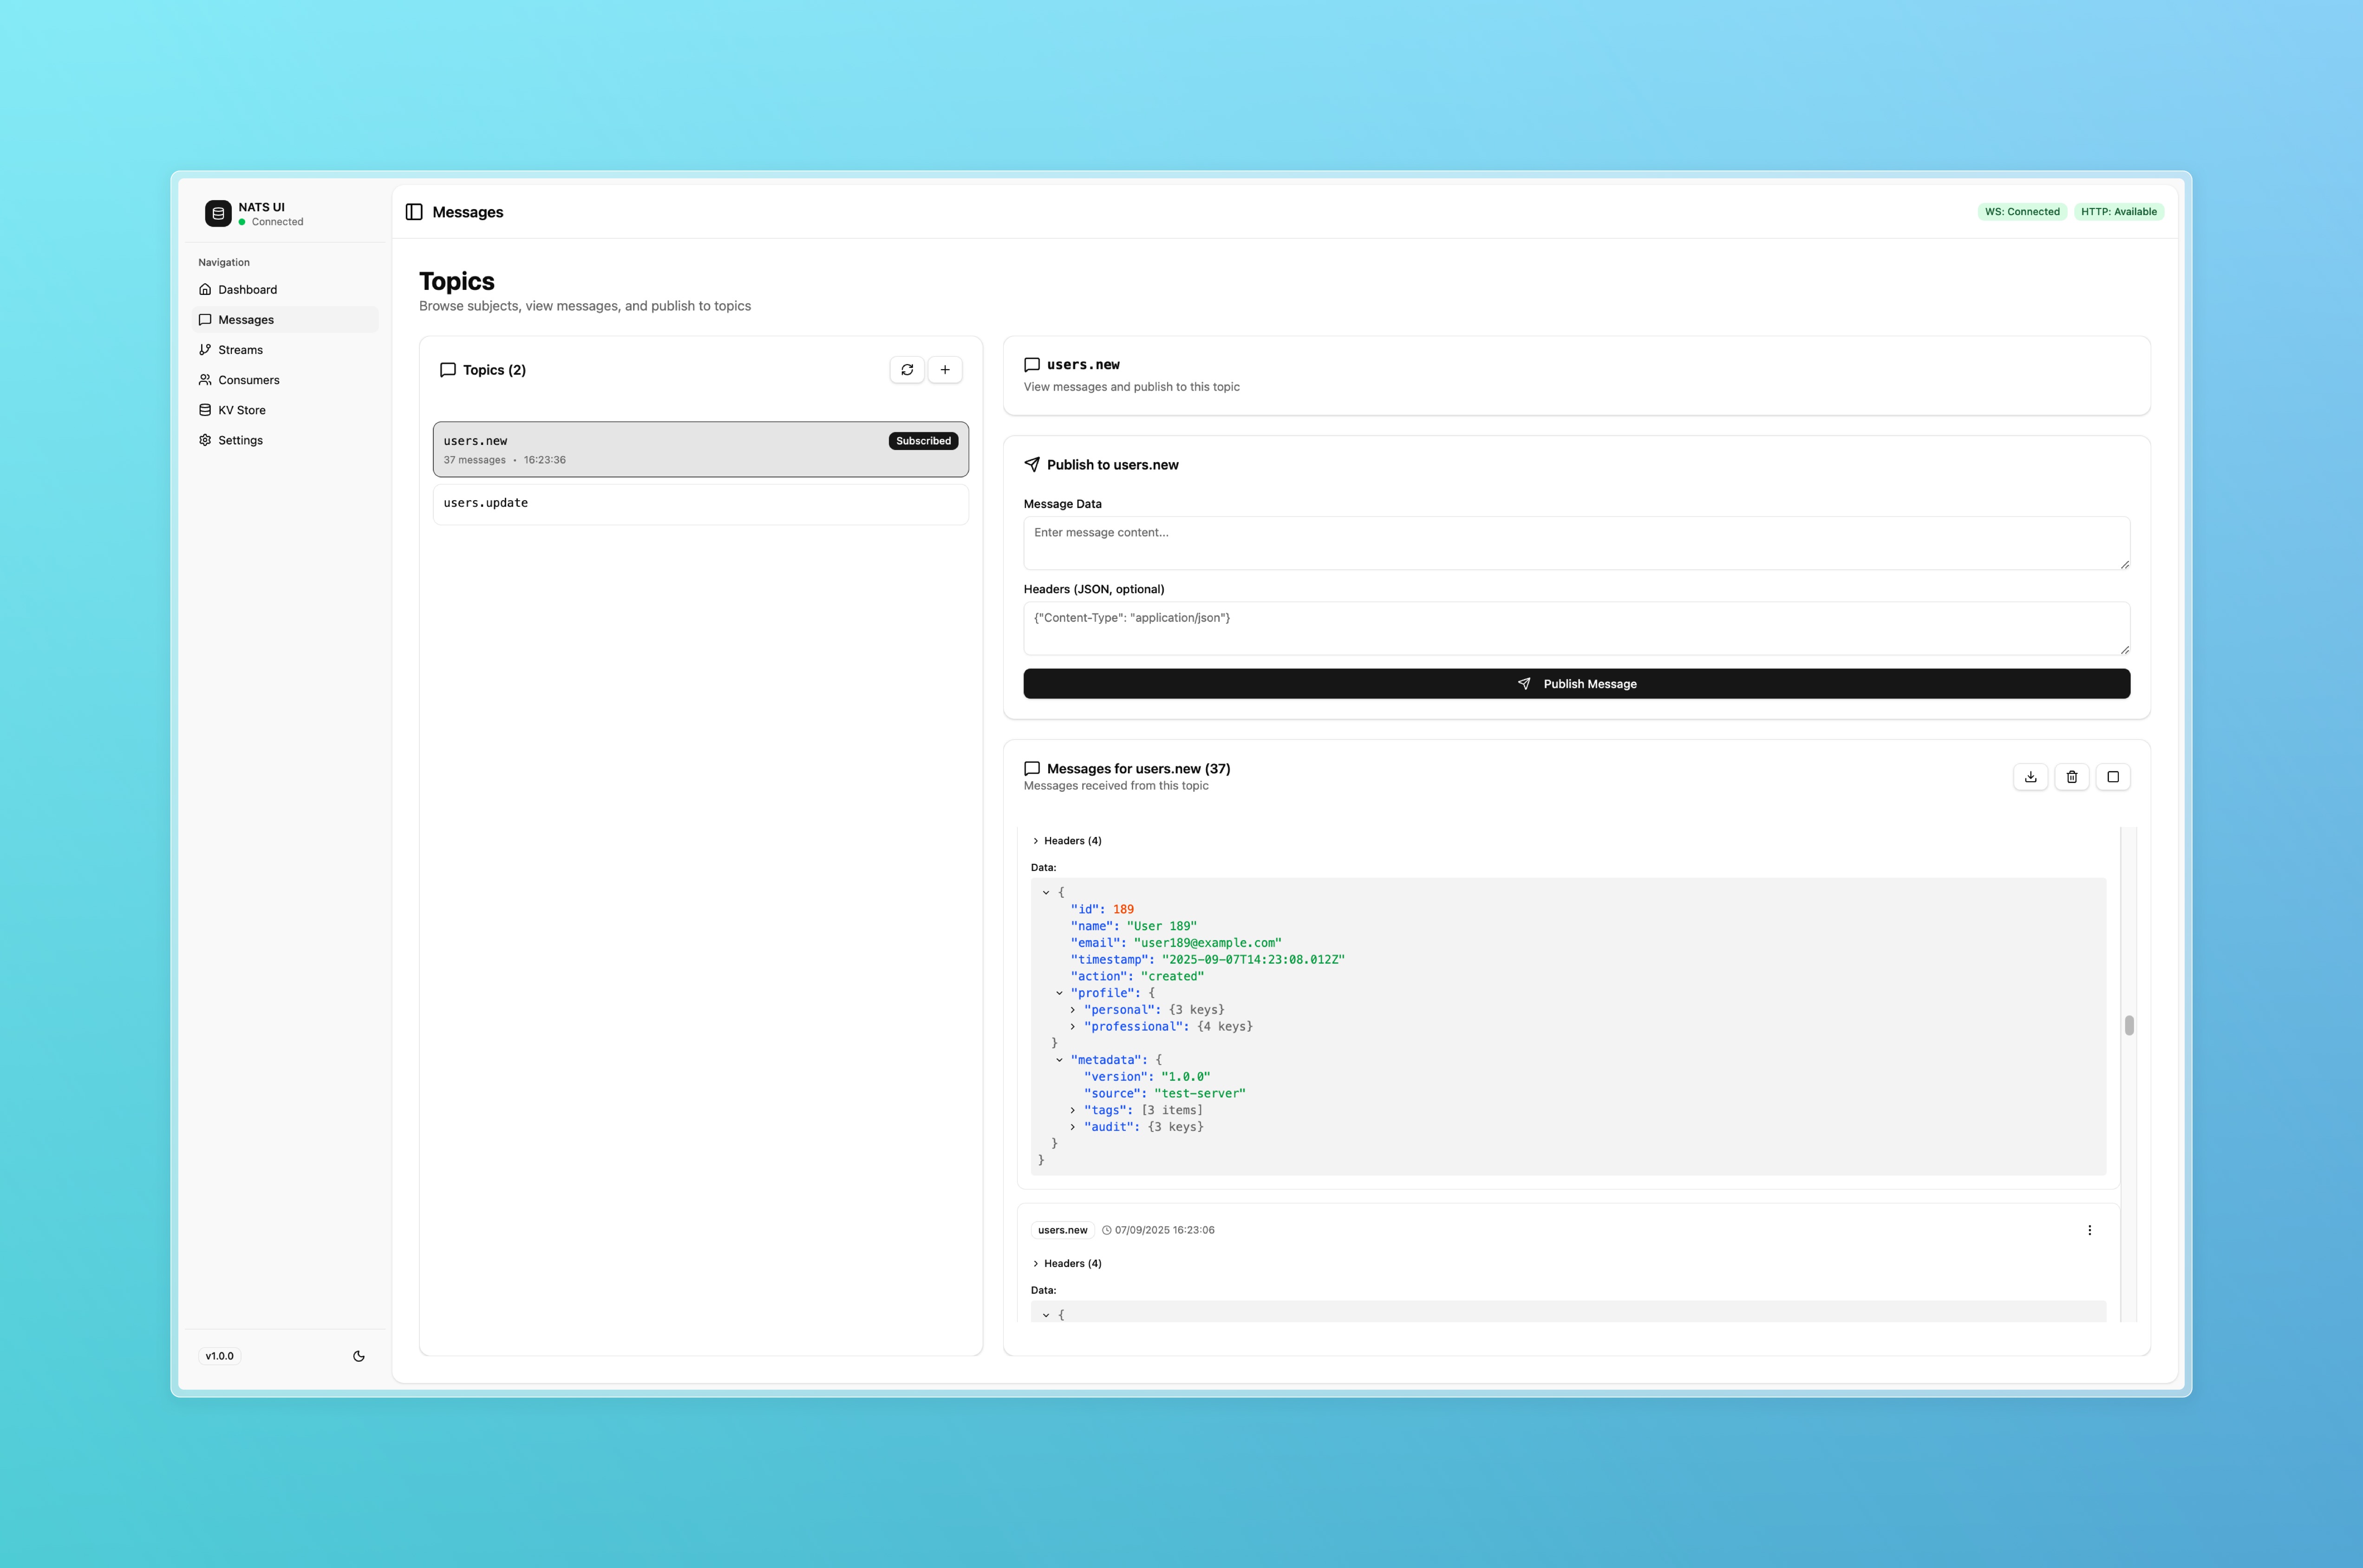 NATS UI
Connected
Navigation
Dashboard
Messages
Streams
Consumers
KV Store
Settings
v1.0.0
Messages
WS: Connected
HTTP: Available
Topics
Browse subjects, view messages, and publish to topics
Topics (2)
users.new
Subscribed
37 messages • 16:23:36
users.update
users.new
View messages and publish to this topic
Publish to users.new
Message Data
Enter message content...
Headers (JSON, optional)
{"Content-Type": "application/json"}
Publish Message
Messages for users.new (37)
Messages received from this topic
Headers (4)
Data:
{
"id": 189
"name": "User 189"
"email": "user189@example.com"
"timestamp": "2025-09-07T14:23:08.012Z"
"action": "created"
"profile": {
"personal": {3 keys}
"professional": {4 keys}
}
"metadata": {
"version": "1.0.0"
"source": "test-server"
"tags": [3 items]
"audit": {3 keys}
}
}
users.new
07/09/2025 16:23:06
Headers (4)
Data:
{